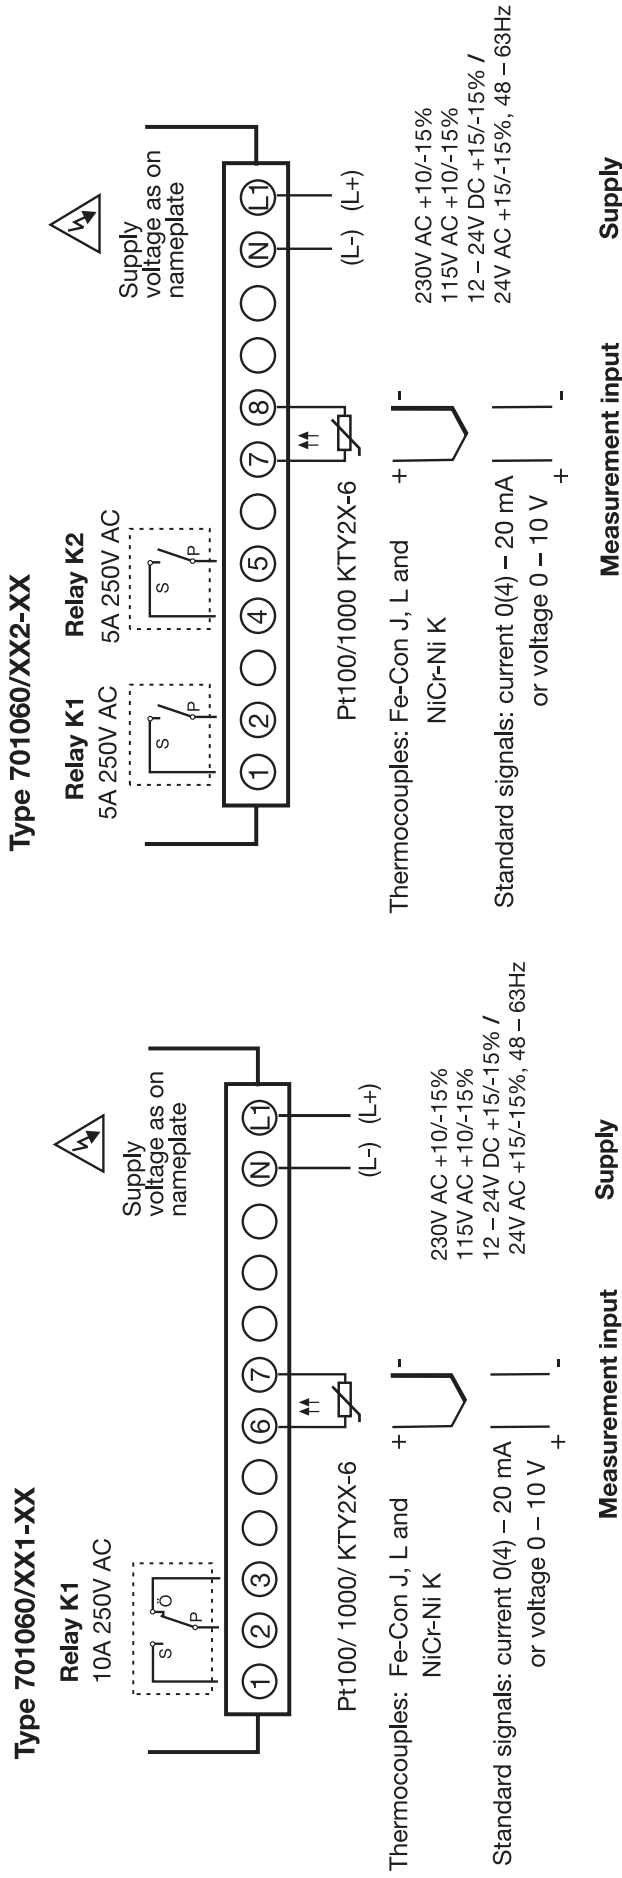 Type 701060/XX1-XX
Relay K1
10A 250V AC
S
Ö
P
Supply
voltage as on
nameplate
1
2
3
6
7
N
L1
(L-)
(L+)
Pt100/ 1000/ KTY2X-6
Thermocouples: Fe-Con J, L and
NiCr-Ni K
+
-
Standard signals: current 0(4) – 20 mA
or voltage 0 – 10 V
+
-
230V AC +10/-15%
115V AC +10/-15%
12 – 24V DC +15/-15% /
24V AC +15/-15%, 48 – 63Hz
Measurement input
Supply
Type 701060/XX2-XX
Relay K1
5A 250V AC
S
P
Relay K2
5A 250V AC
S
P
Supply
voltage as on
nameplate
1
2
4
5
7
8
N
L1
(L-)
(L+)
Pt100/1000 KTY2X-6
Thermocouples: Fe-Con J, L and
NiCr-Ni K
+
-
Standard signals: current 0(4) – 20 mA
or voltage 0 – 10 V
+
-
230V AC +10/-15%
115V AC +10/-15%
12 – 24V DC +15/-15% /
24V AC +15/-15%, 48 – 63Hz
Measurement input
Supply